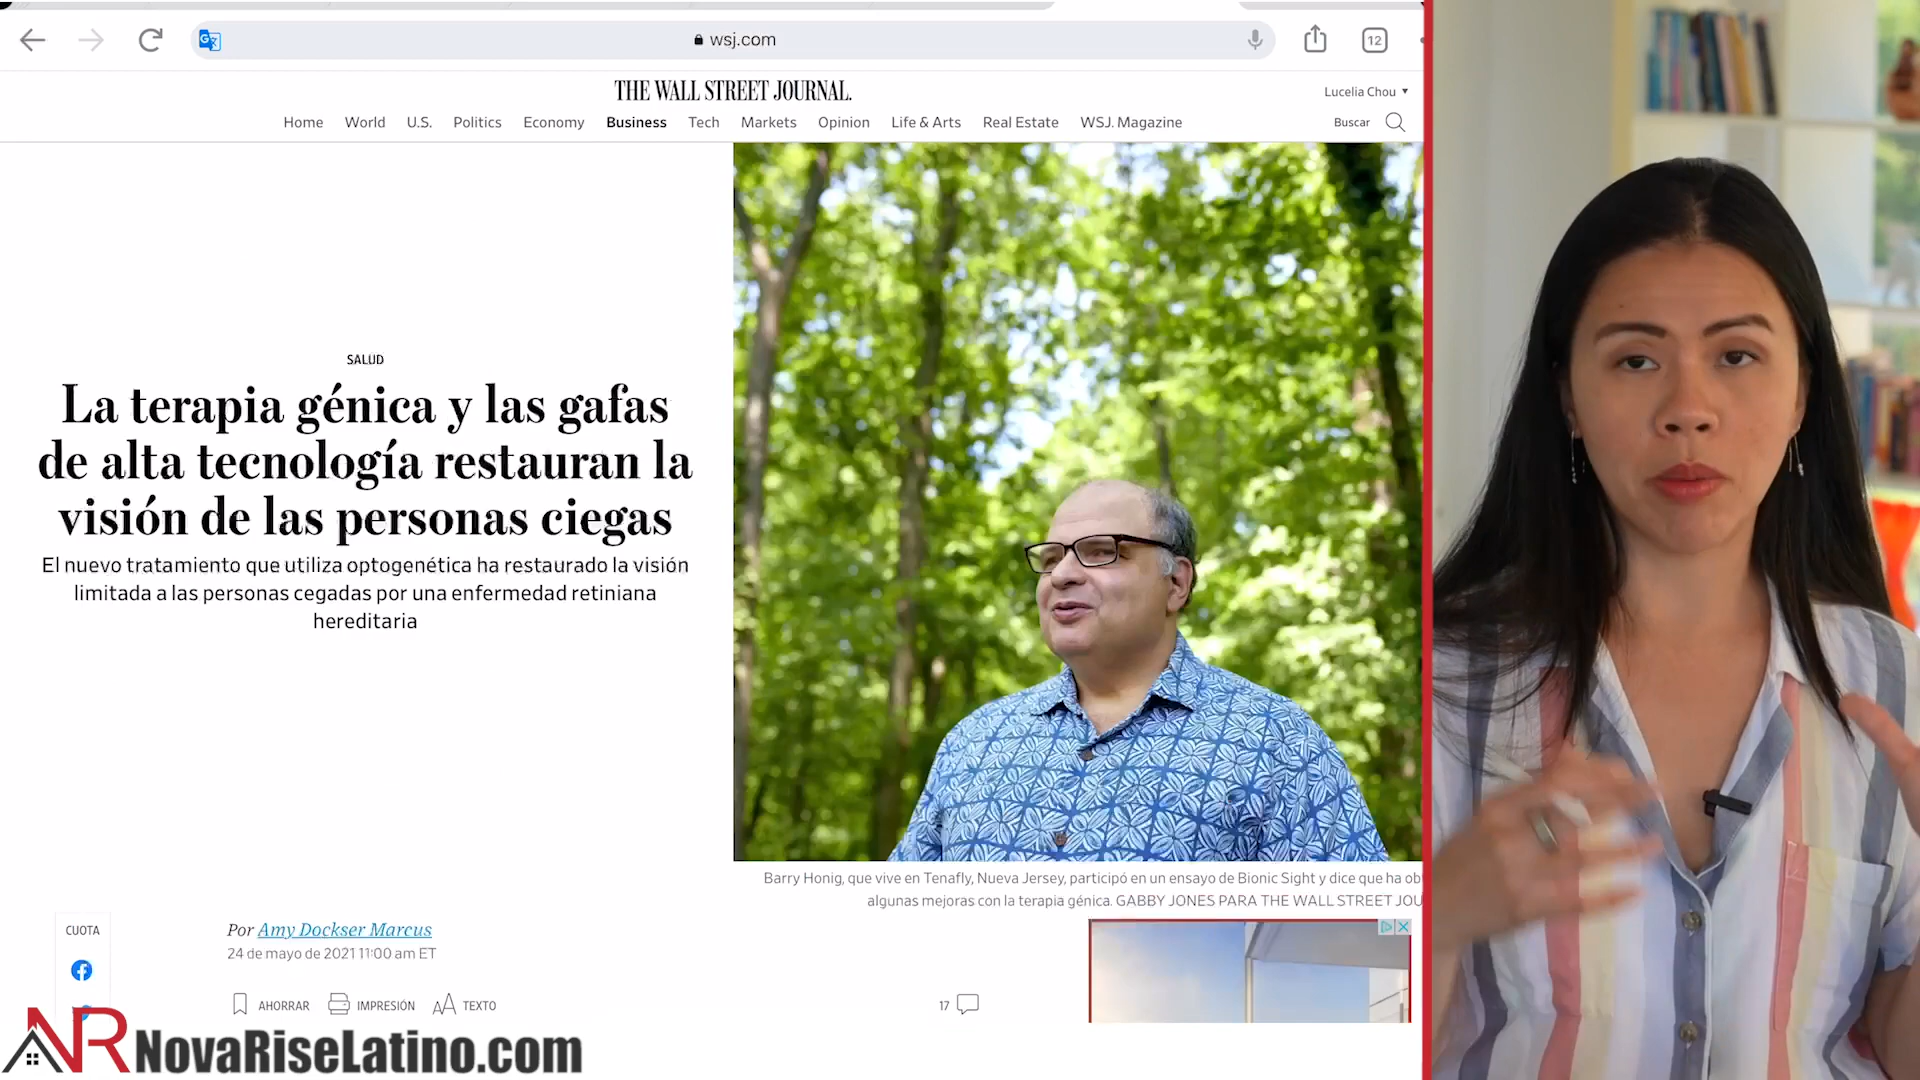 wsj.com
12
THE WALL STREET JOURNAL.
Lucelia Chou
Home World U.S. Politics Economy Business Tech Markets Opinion Life & Arts Real Estate WSJ. Magazine
Buscar
SALUD
La terapia génica y las gafas
de alta tecnología restauran la
visión de las personas ciegas
El nuevo tratamiento que utiliza optogenética ha restaurado la visión
limitada a las personas cegadas por una enfermedad retiniana
hereditaria
Barry Honig, que vive en Tenafly, Nueva Jersey, participó en un ensayo de Bionic Sight y dice que ha ob
algunas mejoras con la terapia génica. GABBY JONES PARA THE WALL STREET JOU
CUOTA
Por Amy Dockser Marcus
24 de mayo de 2021 11:00 am ET
AHORRAR IMPRESIÓN AA TEXTO
17
NR NovaRiseLatino.com